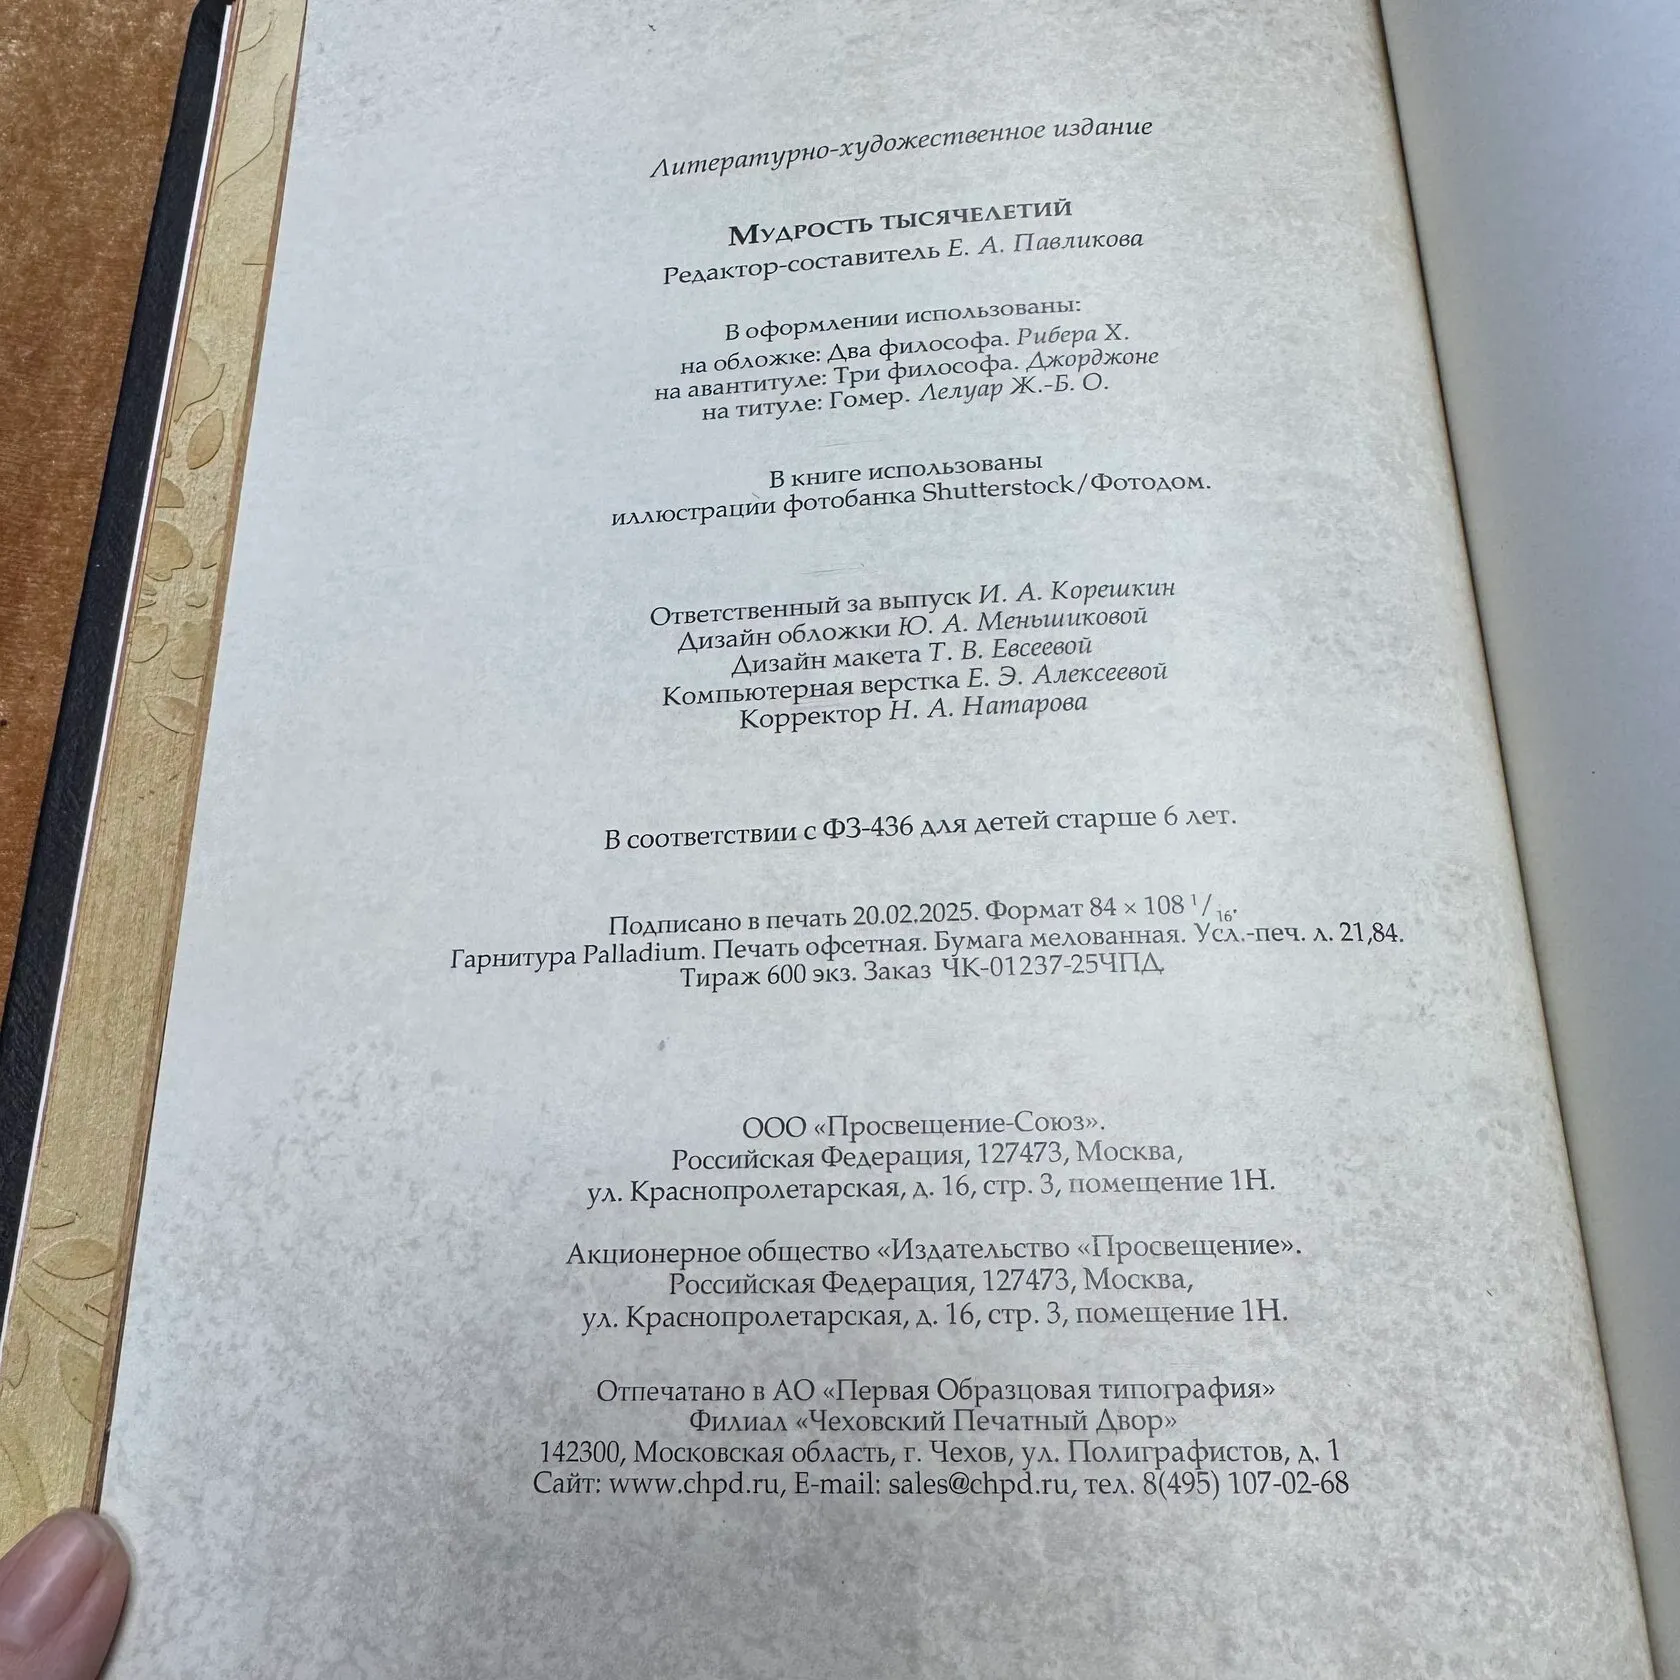 Литературно-художественное издание
Мудрость тысячелетий
Редактор-составитель Е. А. Павликова
В оформлении использованы:
на обложке: Два философа. Рибера Х.
на авантитуле: Три философа. Джорджоне
на титуле: Гомер. Лелуар Ж.-Б. О.
В книге использованы
иллюстрации фотобанка Shutterstock/Фотодом.
Ответственный за выпуск И. А. Корешкин
Дизайн обложки Ю. А. Меньшиковой
Дизайн макета Т. В. Евсеевой
Компьютерная верстка Е. Э. Алексеевой
Корректор Н. А. Натарова
В соответствии с ФЗ-436 для детей старше 6 лет.
Подписано в печать 20.02.2025. Формат 84 × 108 1/16.
Гарнитура Palladium. Печать офсетная. Бумага мелованная. Усл.-печ. л. 21,84.
Тираж 600 экз. Заказ ЧК-01237-25ЧПД
ООО «Просвещение-Союз».
Российская Федерация, 127473, Москва,
ул. Краснопролетарская, д. 16, стр. 3, помещение 1Н.
Акционерное общество «Издательство «Просвещение».
Российская Федерация, 127473, Москва,
ул. Краснопролетарская, д. 16, стр. 3, помещение 1Н.
Отпечатано в АО «Первая Образцовая типография»
Филиал «Чеховский Печатный Двор»
142300, Московская область, г. Чехов, ул. Полиграфистов, д. 1
Сайт: www.chpd.ru, E-mail: sales@chpd.ru, тел. 8(495) 107-02-68